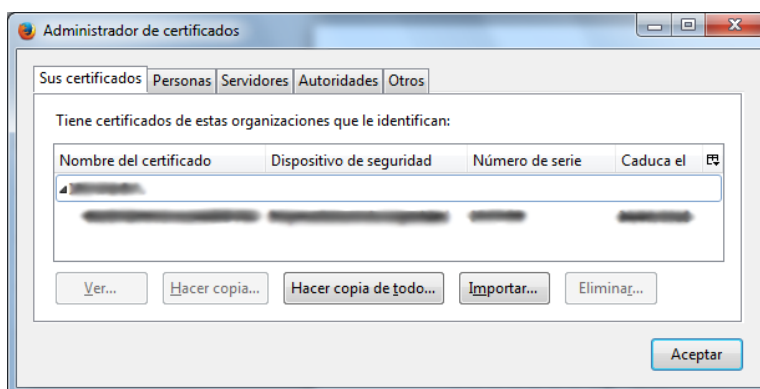 Administrador de certificados
Sus certificados Personas Servidores Autoridades Otros
Tiene certificados de estas organizaciones que le identifican:
Nombre del certificado Dispositivo de seguridad Número de serie Caduca el
Ver... Hacer copia... Hacer copia de todo... Importar... Eliminar...
Aceptar